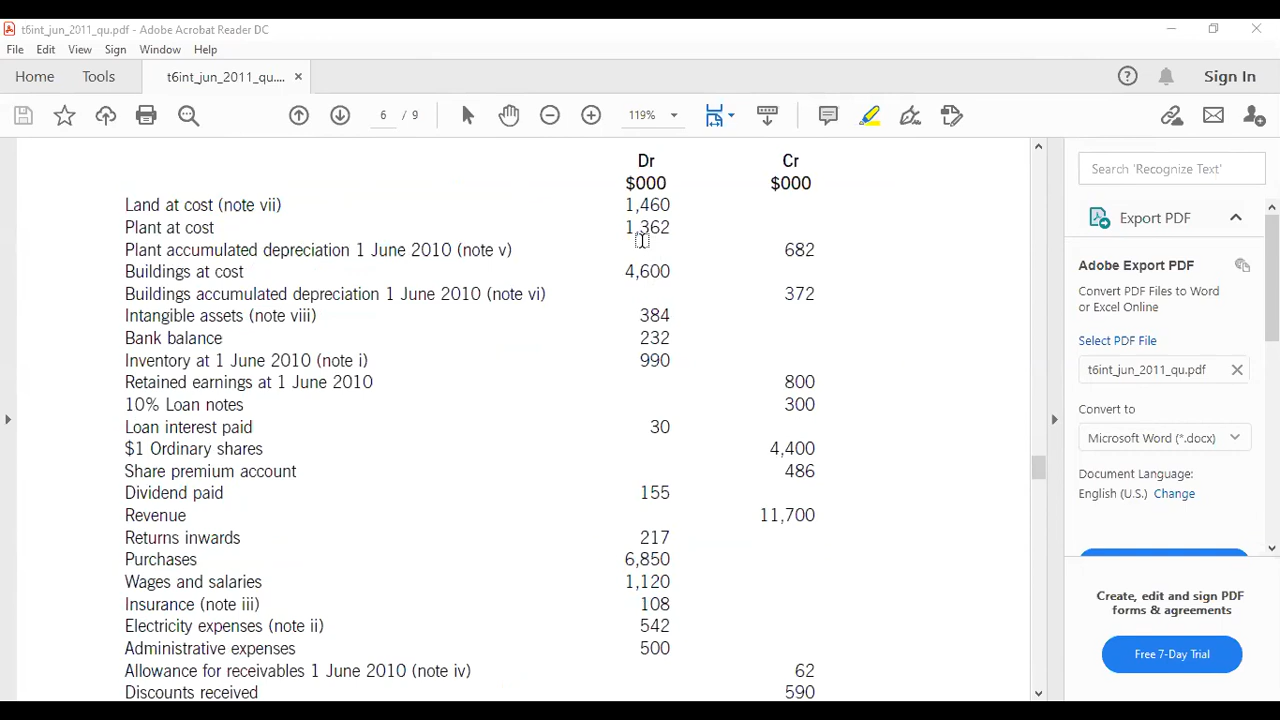 t6int_jun_2011_qu.pdf - Adobe Acrobat Reader DC
File Edit View Sign Window Help
Home Tools t6int_jun_2011_qu.... × Sign In
6 / 9 119%
Dr Cr
$000 $000
Land at cost (note vii) 1,460
Plant at cost 1,362
Plant accumulated depreciation 1 June 2010 (note v) 682
Buildings at cost 4,600
Buildings accumulated depreciation 1 June 2010 (note vi) 372
Intangible assets (note viii) 384
Bank balance 232
Inventory at 1 June 2010 (note i) 990
Retained earnings at 1 June 2010 800
10% Loan notes 300
Loan interest paid 30
$1 Ordinary shares 4,400
Share premium account 486
Dividend paid 155
Revenue 11,700
Returns inwards 217
Purchases 6,850
Wages and salaries 1,120
Insurance (note iii) 108
Electricity expenses (note ii) 542
Administrative expenses 500
Allowance for receivables 1 June 2010 (note iv) 62
Discounts received 590
Search 'Recognize Text'
Export PDF
Adobe Export PDF
Convert PDF Files to Word
or Excel Online
Select PDF File
t6int_jun_2011_qu.pdf
Convert to
Microsoft Word (*.docx)
Document Language:
English (U.S.) Change
Create, edit and sign PDF
forms & agreements
Free 7-Day Trial